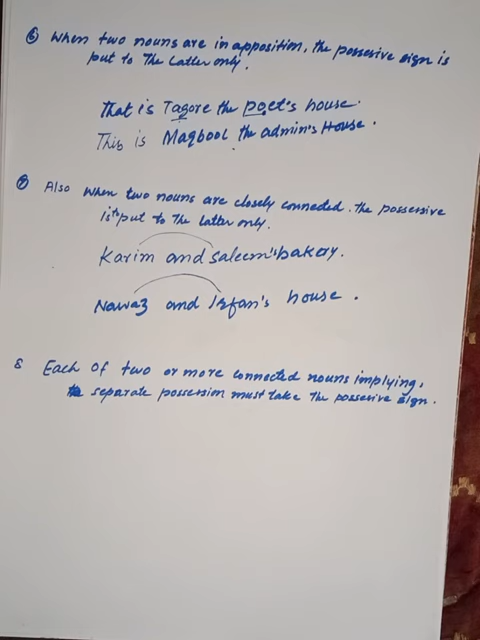 ⑥ When two nouns are in apposition, the possessive sign is
put to The Latter only.
That is Tagore the poet's house.
This is Maqbool the admin's House.
⑦ Also When two nouns are closely connected. The possessive
is put to The latter only.
Karim and Saleem's bakery.
Nawaz and Irfan's house.
8 Each of two or more connected nouns implying,
separate possession must take The possessive sign.